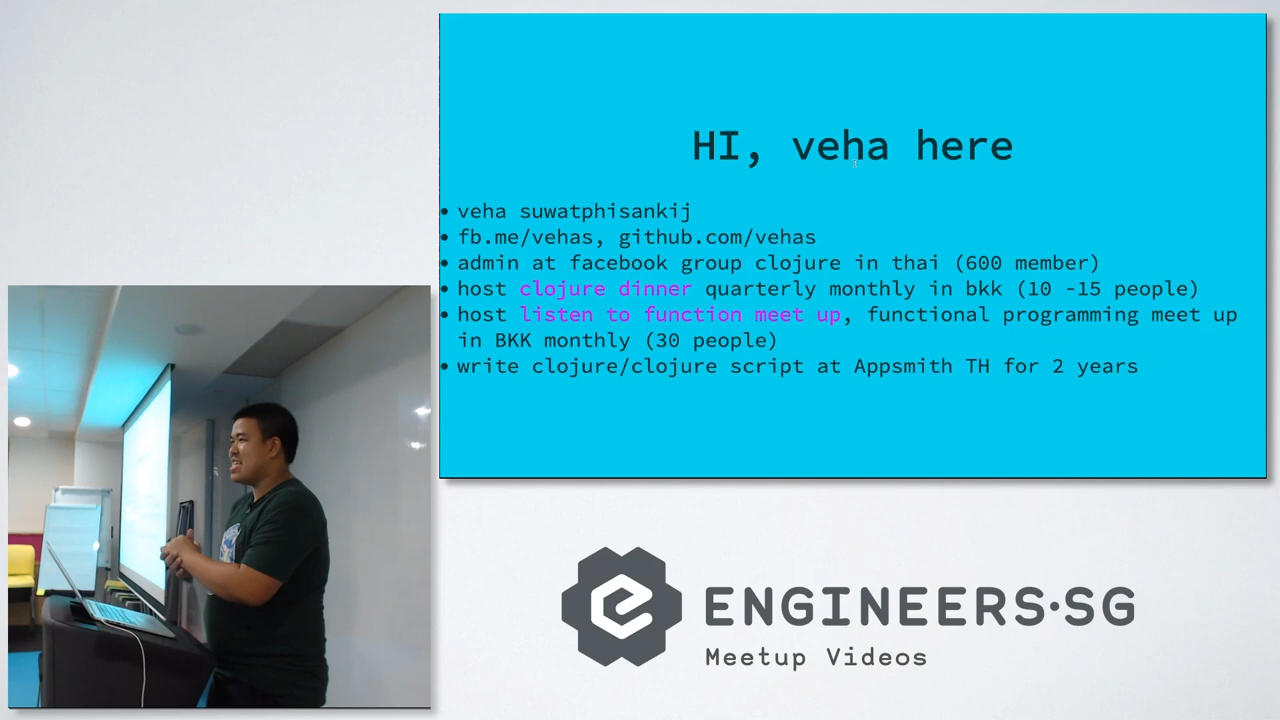 HI, veha here
• veha suwatphisankij
• fb.me/vehas, github.com/vehas
• admin at facebook group clojure in thai (600 member)
• host clojure dinner quarterly monthly in bkk (10 -15 people)
• host listen to function meet up, functional programming meet up
in BKK monthly (30 people)
• write clojure/clojure script at Appsmith TH for 2 years
ENGINEERS·SG
Meetup Videos